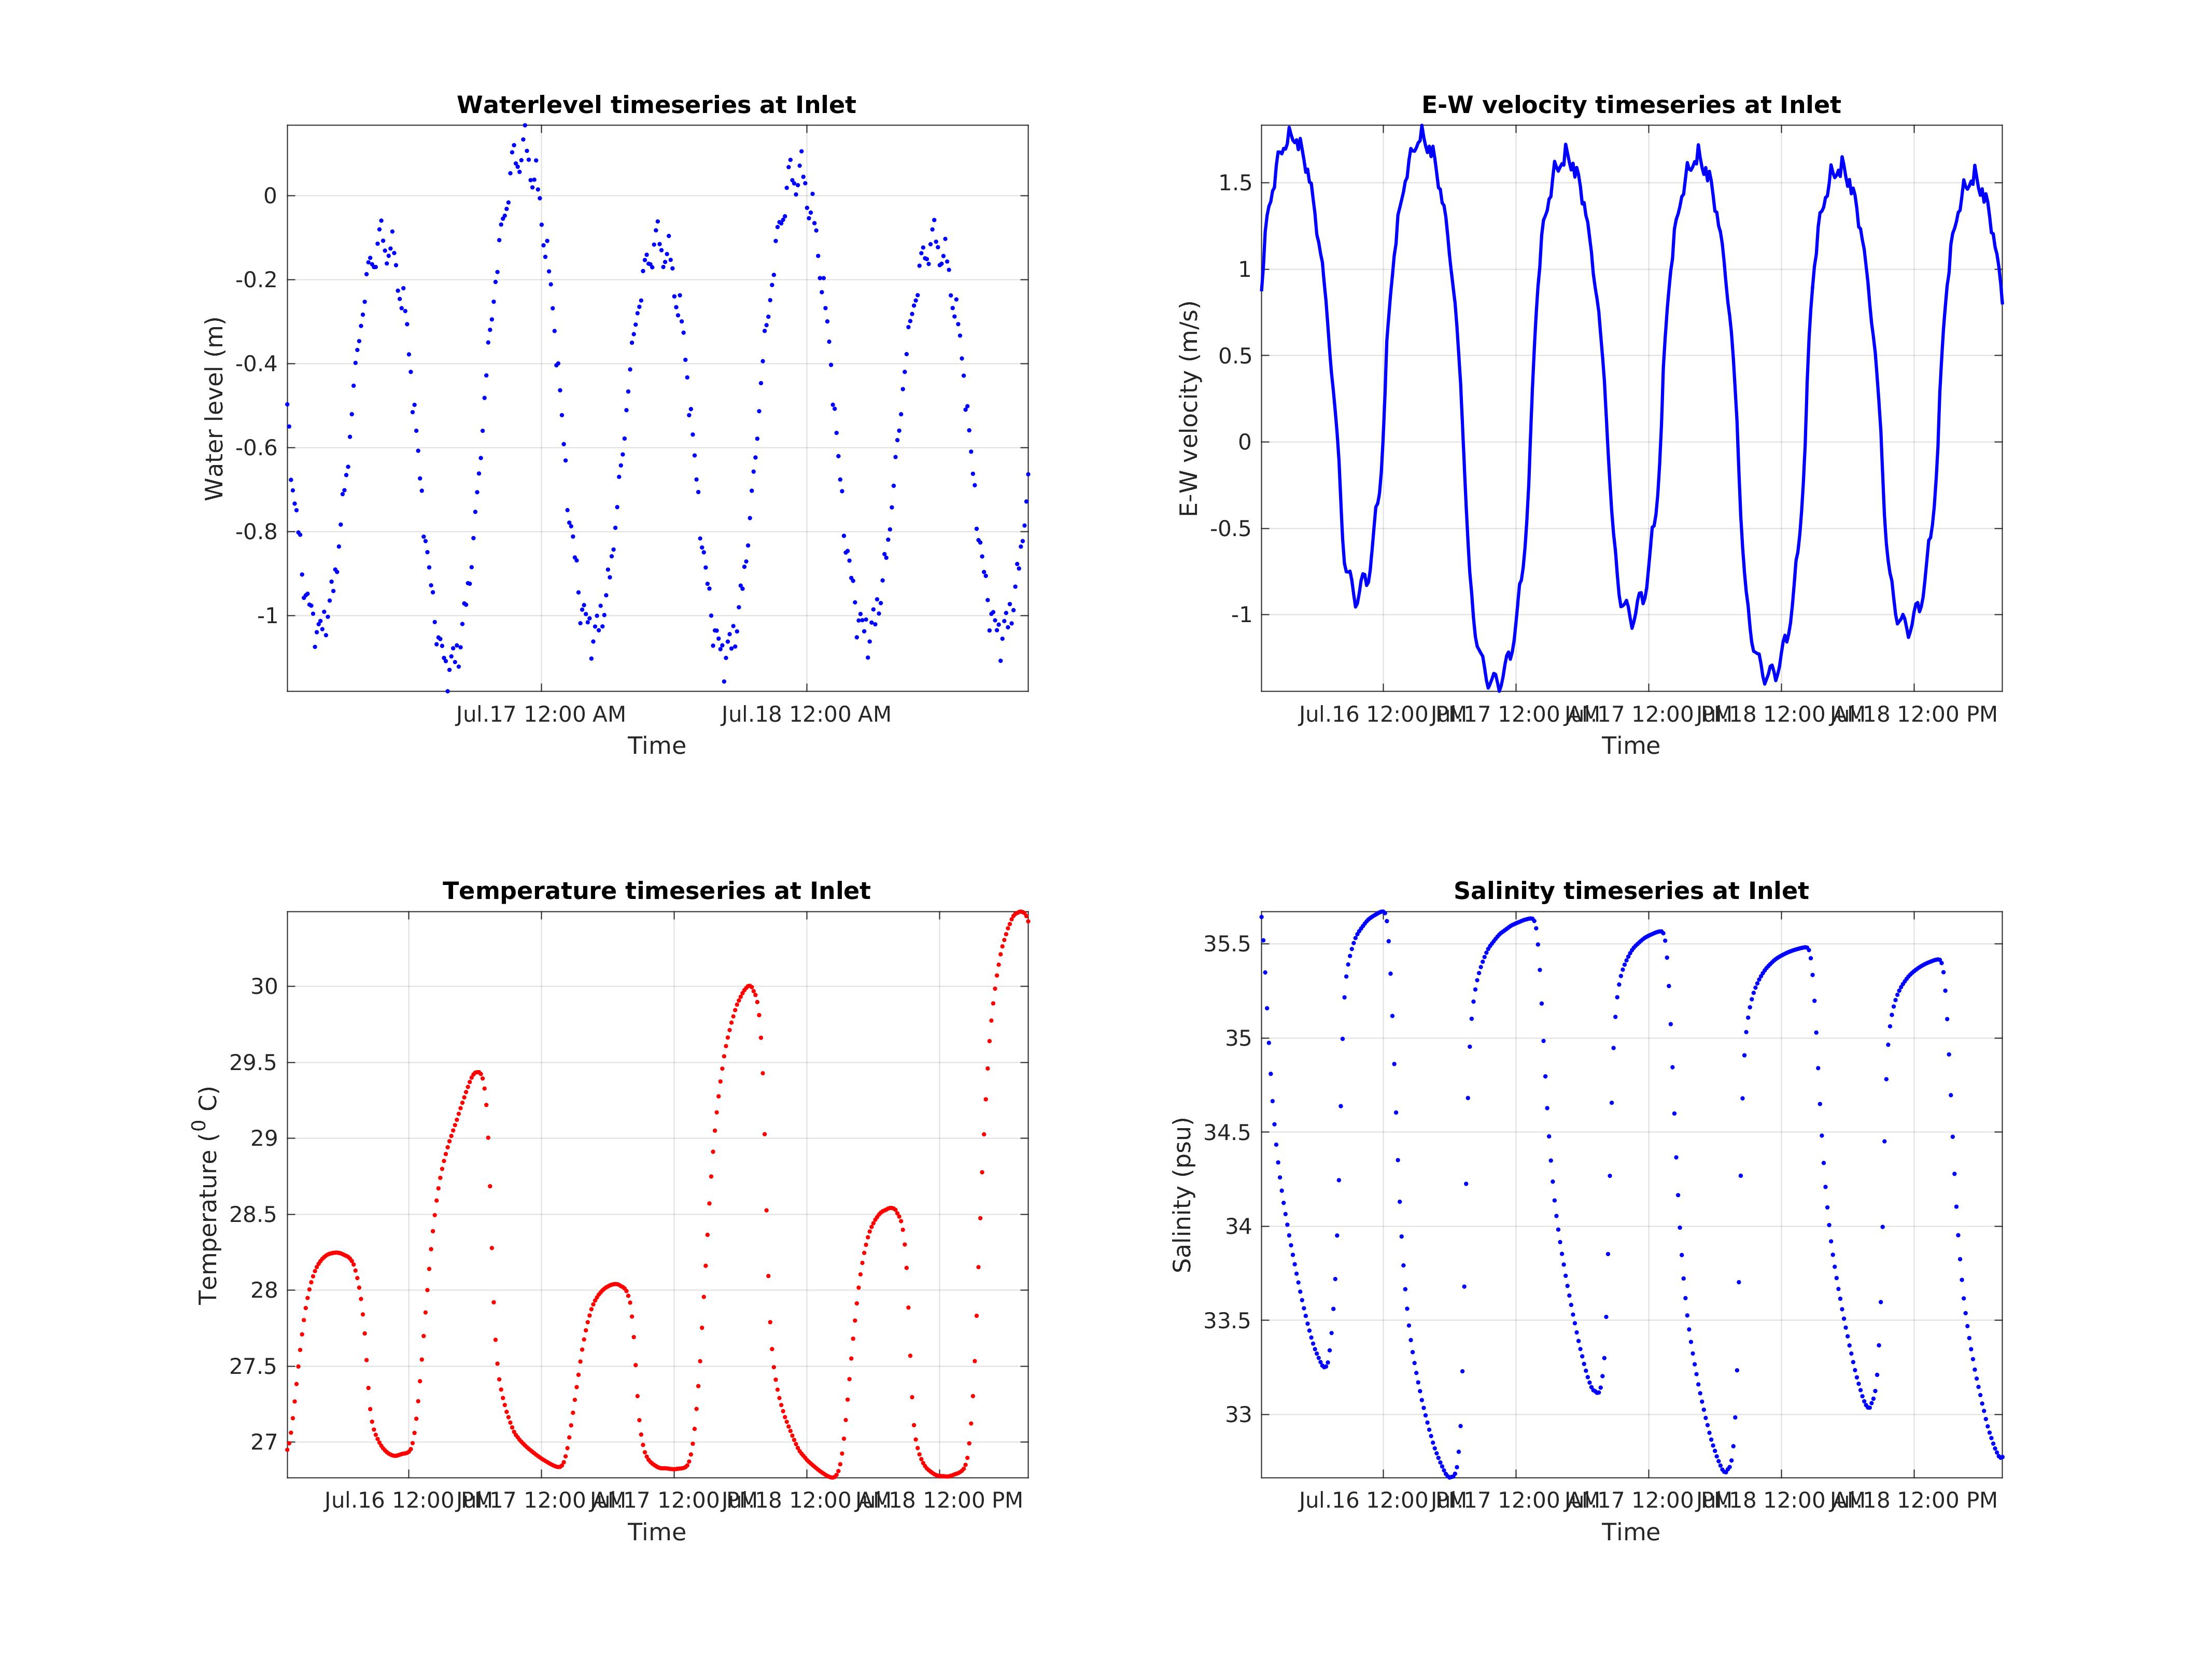 Waterlevel timeseries at Inlet
Water level (m)
0
-0.2
-0.4
-0.6
-0.8
-1
Jul.17 12:00 AM
Jul.18 12:00 AM
Time
E-W velocity timeseries at Inlet
E-W velocity (m/s)
1.5
1
0.5
0
-0.5
-1
Jul.16 12:00 PM
Jul.17 12:00 AM
Jul.17 12:00 PM
Jul.18 12:00 AM
Jul.18 12:00 PM
Time
Temperature timeseries at Inlet
Temperature (⁰ C)
30
29.5
29
28.5
28
27.5
27
Jul.16 12:00 PM
Jul.17 12:00 AM
Jul.17 12:00 PM
Jul.18 12:00 AM
Jul.18 12:00 PM
Time
Salinity timeseries at Inlet
Salinity (psu)
35.5
35
34.5
34
33.5
33
Jul.16 12:00 PM
Jul.17 12:00 AM
Jul.17 12:00 PM
Jul.18 12:00 AM
Jul.18 12:00 PM
Time